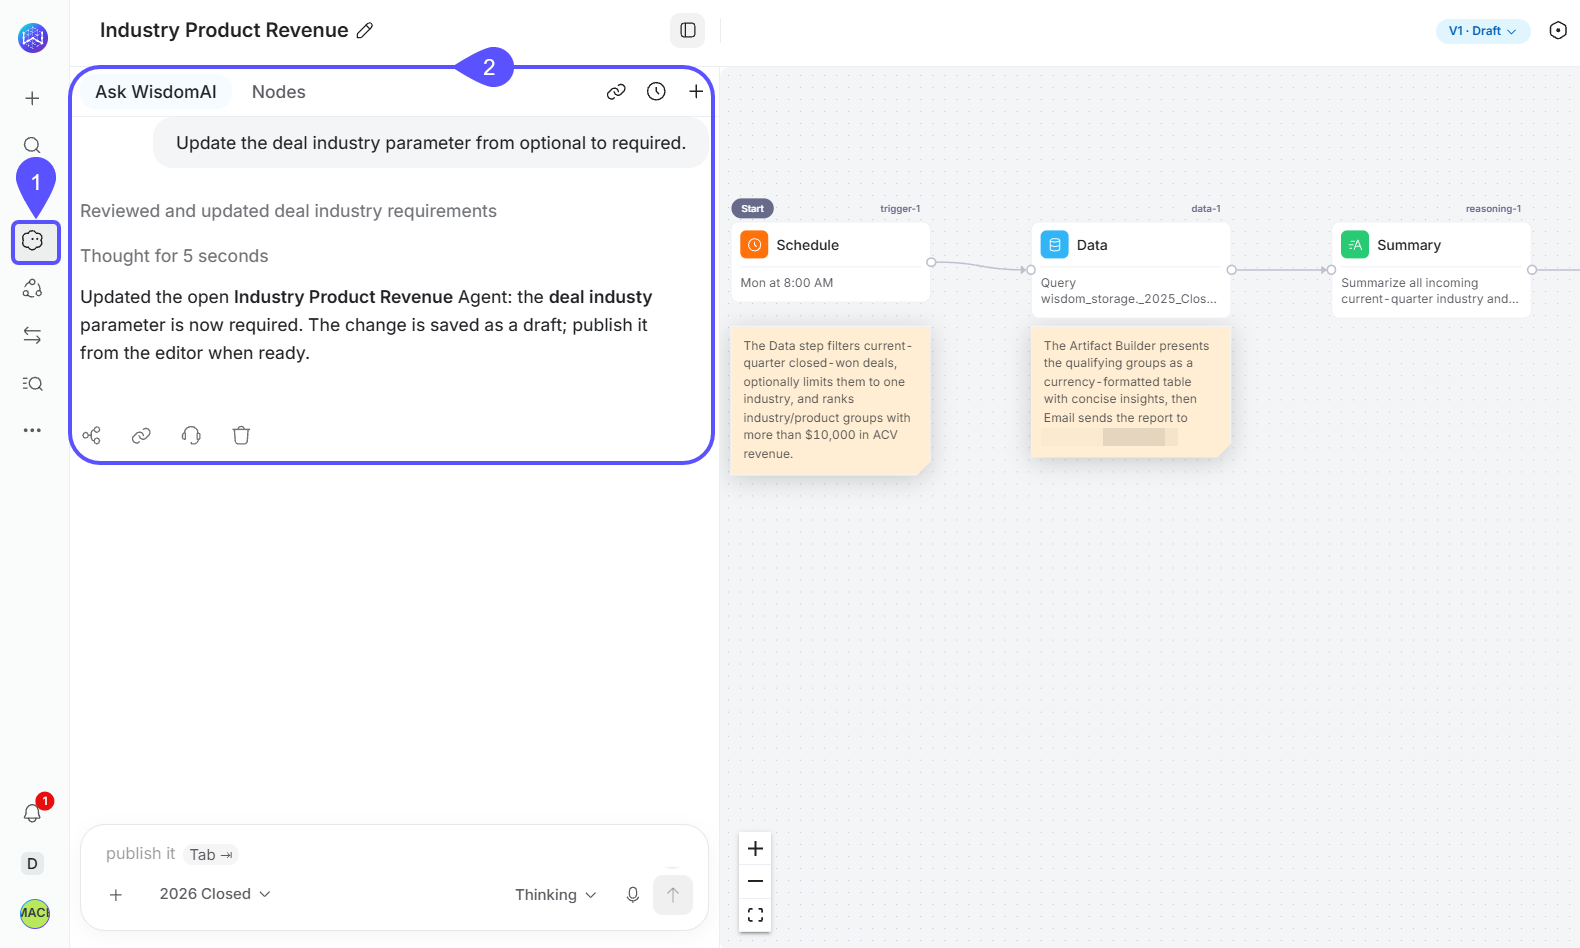 Industry Product Revenue
V1 · Draft
2
Ask WisdomAI
Nodes
Update the deal industry parameter from optional to required.
1
Reviewed and updated deal industry requirements
Thought for 5 seconds
Updated the open Industry Product Revenue Agent: the deal industy
parameter is now required. The change is saved as a draft; publish it
from the editor when ready.
Start
trigger-1
Schedule
Mon at 8:00 AM
The Data step filters current-
quarter closed-won deals,
optionally limits them to one
industry, and ranks
industry/product groups with
more than $10,000 in ACV
revenue.
data-1
Data
Query
wisdom_storage._2025_Clos...
The Artifact Builder presents
the qualifying groups as a
currency-formatted table
with concise insights, then
Email sends the report to
reasoning-1
Summary
Summarize all incoming
current-quarter industry and...
1
D
publish it Tab
2026 Closed
Thinking